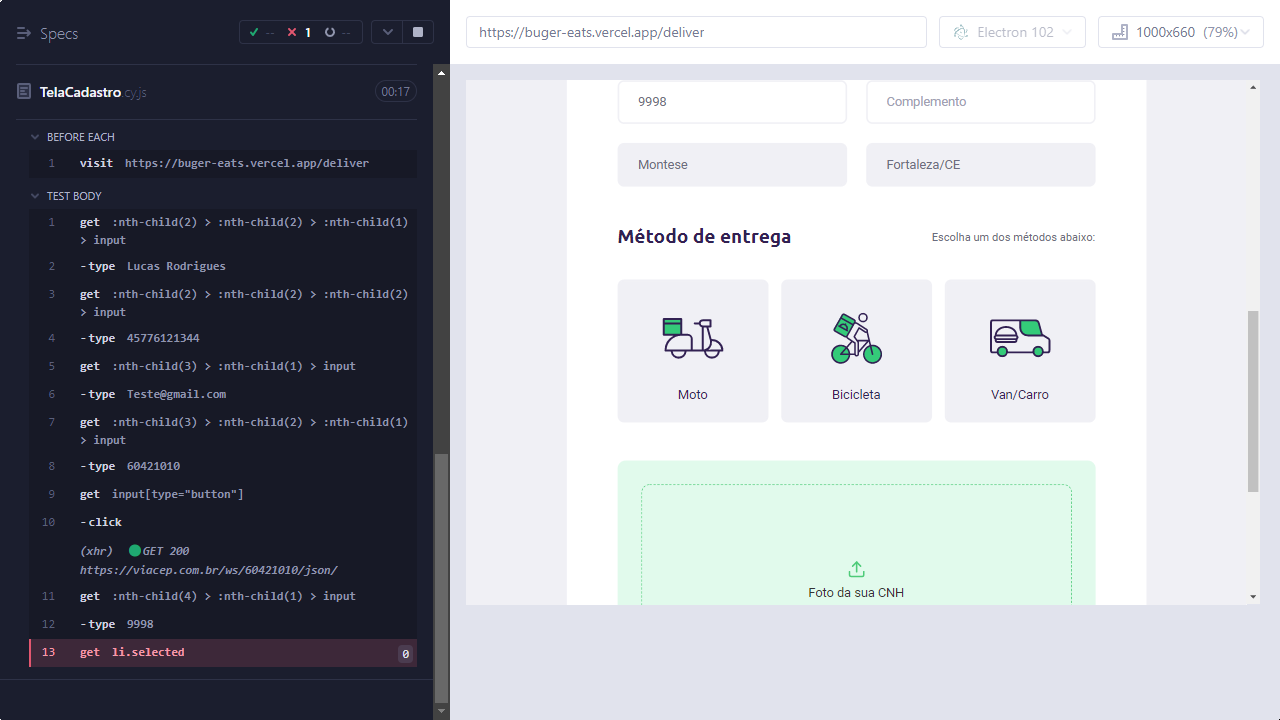 Specs
-- 1 --
TelaCadastro.cy.js 00:17
BEFORE EACH
1 visit https://buger-eats.vercel.app/deliver
TEST BODY
1 get :nth-child(2) > :nth-child(2) > :nth-child(1)
> input
2 -type Lucas Rodrigues
3 get :nth-child(2) > :nth-child(2) > :nth-child(2)
> input
4 -type 45776121344
5 get :nth-child(3) > :nth-child(1) > input
6 -type Teste@gmail.com
7 get :nth-child(3) > :nth-child(2) > :nth-child(1)
> input
8 -type 60421010
9 get input[type="button"]
10 -click
(xhr) GET 200
https://viacep.com.br/ws/60421010/json/
11 get :nth-child(4) > :nth-child(1) > input
12 -type 9998
13 get li.selected 0
https://buger-eats.vercel.app/deliver
Electron 102
1000x660 (79%)
9998
Complemento
Montese
Fortaleza/CE
Método de entrega
Escolha um dos métodos abaixo:
Moto
Bicicleta
Van/Carro
Foto da sua CNH